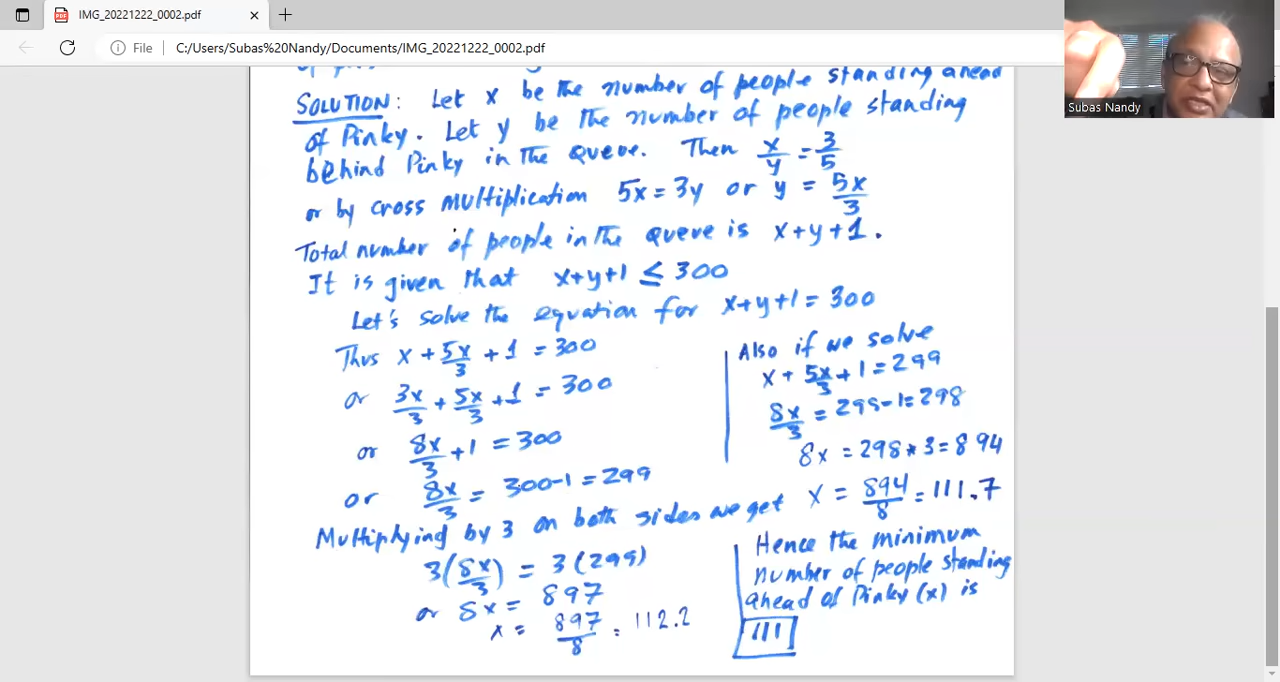 IMG_20221222_0002.pdf
File C:/Users/Subas%20Nandy/Documents/IMG_20221222_0002.pdf
Subas Nandy
SOLUTION: Let x be the number of people standing ahead
of Pinky. Let y be the number of people standing
behind Pinky in the queue. Then x/y = 3/5
or by cross multiplication 5x = 3y or y = 5x/3
Total number of people in the queue is x+y+1.
It is given that x+y+1 ≤ 300
Let's solve the equation for x+y+1 = 300
Thus x + 5x/3 + 1 = 300
or 3x/3 + 5x/3 + 1 = 300
or 8x/3 + 1 = 300
or 8x/3 = 300-1 = 299
Multiplying by 3 on both sides we get
3(8x/3) = 3(299)
or 8x = 897
x = 897/8 = 112.2
Also if we solve
x + 5x/3 + 1 = 299
8x/3 = 299-1 = 298
8x = 298*3 = 894
x = 894/8 = 111.7
Hence the minimum
number of people standing
ahead of Pinky (x) is
111